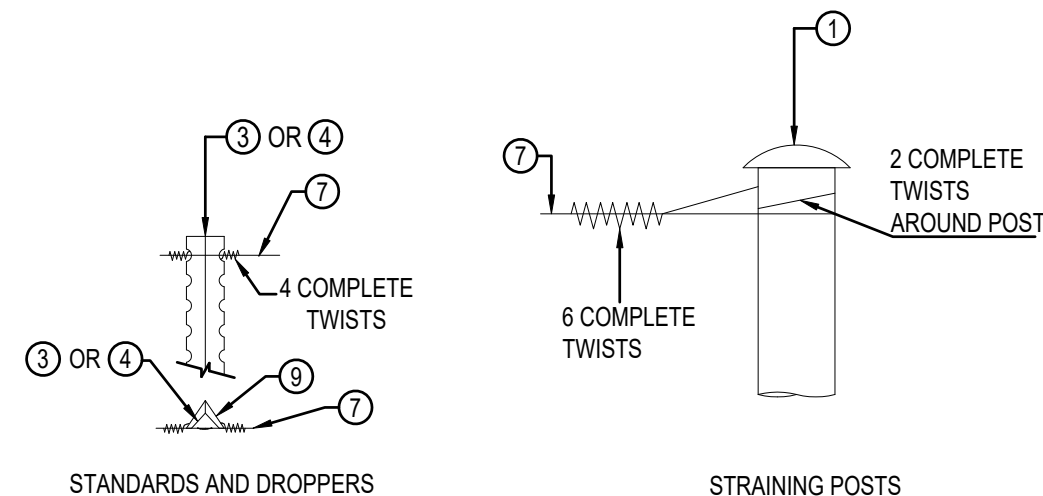 1
3 OR 4
7
4 COMPLETE
TWISTS
3 OR 4
9
7
STANDARDS AND DROPPERS
7
2 COMPLETE
TWISTS
AROUND POST
6 COMPLETE
TWISTS
STRAINING POSTS